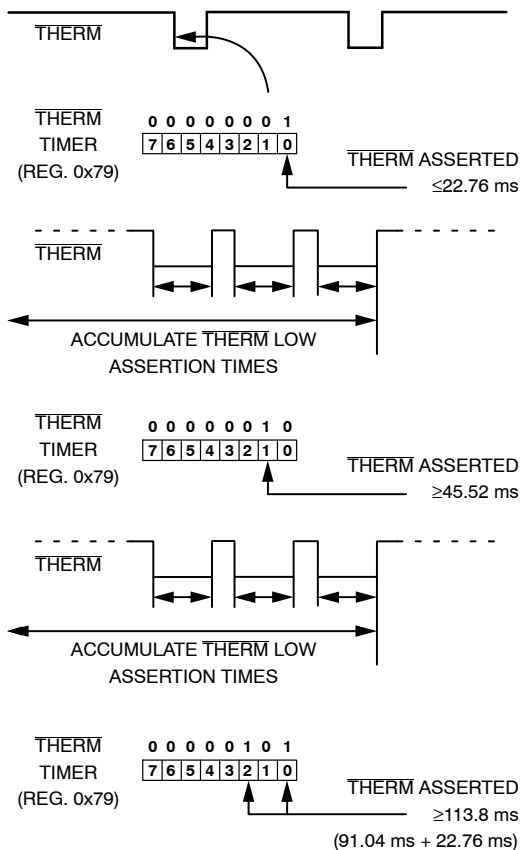 THERM
THERM
TIMER
(REG. 0x79)
0 0 0 0 0 0 0 1
7 6 5 4 3 2 1 0
THERM ASSERTED
≤22.76 ms
THERM
ACCUMULATE THERM LOW
ASSERTION TIMES
THERM
TIMER
(REG. 0x79)
0 0 0 0 0 0 1 0
7 6 5 4 3 2 1 0
THERM ASSERTED
≥45.52 ms
THERM
ACCUMULATE THERM LOW
ASSERTION TIMES
THERM
TIMER
(REG. 0x79)
0 0 0 0 0 1 0 1
7 6 5 4 3 2 1 0
THERM ASSERTED
≥113.8 ms
(91.04 ms + 22.76 ms)